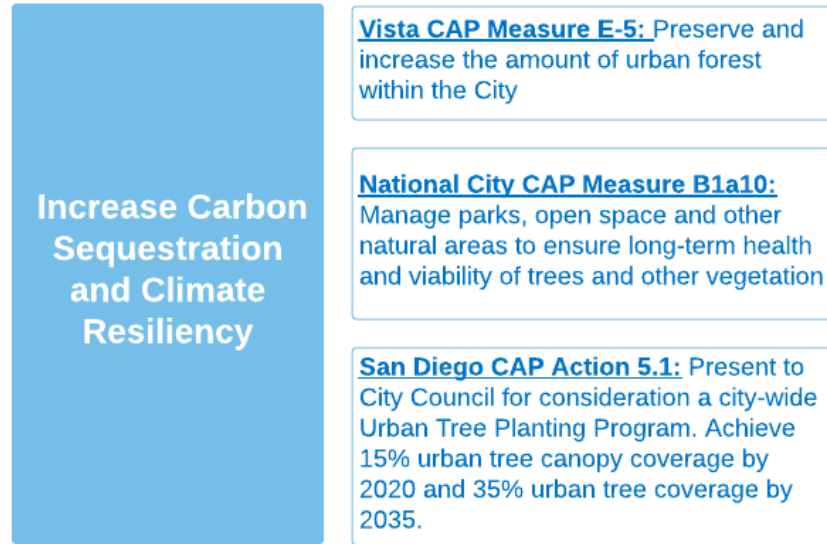 Increase Carbon
Sequestration
and Climate
Resiliency
Vista CAP Measure E-5: Preserve and
increase the amount of urban forest
within the City
National City CAP Measure B1a10:
Manage parks, open space and other
natural areas to ensure long-term health
and viability of trees and other vegetation
San Diego CAP Action 5.1: Present to
City Council for consideration a city-wide
Urban Tree Planting Program. Achieve
15% urban tree canopy coverage by
2020 and 35% urban tree coverage by
2035.